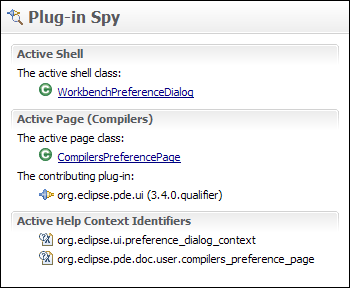 Plug-in Spy
Active Shell
The active shell class:
WorkbenchPreferenceDialog
Active Page (Compilers)
The active page class:
CompilersPreferencePage
The contributing plug-in:
org.eclipse.pde.ui (3.4.0.qualifier)
Active Help Context Identifiers
org.eclipse.ui.preference_dialog_context
org.eclipse.pde.doc.user.compilers_preference_page